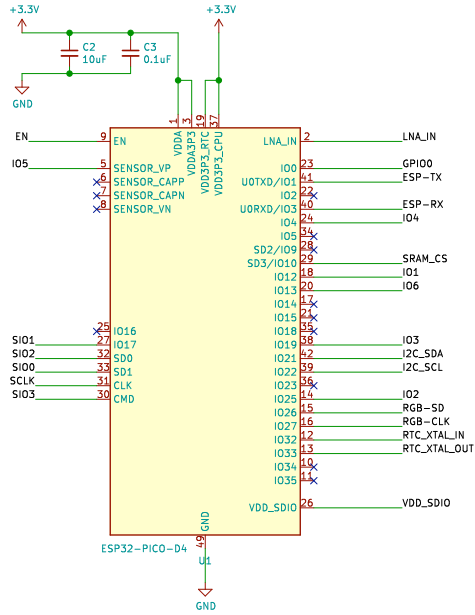 +3.3V
+3.3V
C2
10uF
C3
0.1uF
GND
1
3
19
37
VDDA
VDDA3P3
VDD3P3_RTC
VDD3P3_CPU
EN 9 EN
LNA_IN 2 LNA_IN
IO5 5 SENSOR_VP
IO0 23 GPIO0
6 SENSOR_CAPP
U0TXD/IO1 41 ESP-TX
7 SENSOR_CAPN
IO2 22
8 SENSOR_VN
U0RXD/IO3 40 ESP-RX
IO4 24 IO4
IO5 34
SD2/IO9 28
SD3/IO10 29 SRAM_CS
IO12 18 IO1
IO13 20 IO6
IO14 17
IO15 21
25 IO16
IO18 35
SIO1 27 IO17
IO19 38 IO3
SIO2 32 SD0
IO21 42 I2C_SDA
SIO0 33 SD1
IO22 39 I2C_SCL
SCLK 31 CLK
IO23 36
SIO3 30 CMD
IO25 14 IO2
IO26 15 RGB-SD
IO27 16 RGB-CLK
IO32 12 RTC_XTAL_IN
IO33 13 RTC_XTAL_OUT
IO34 10
IO35 11
VDD_SDIO 26 VDD_SDIO
GND
49
ESP32-PICO-D4
U1
GND